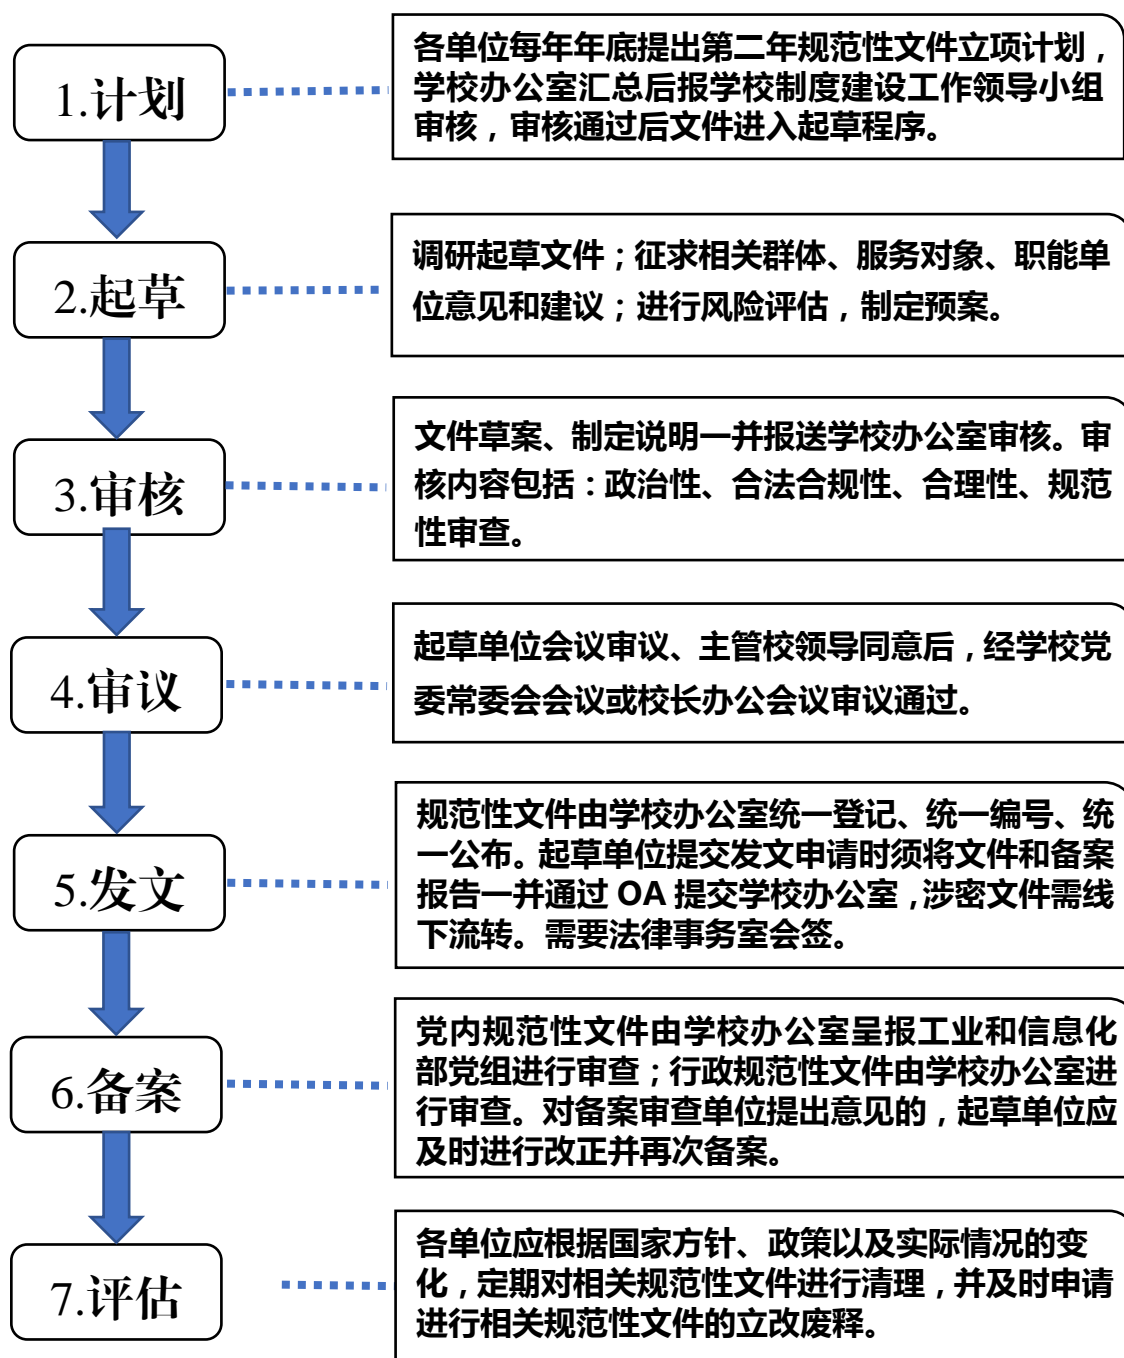 1.计划
各单位每年年底提出第二年规范性文件立项计划，
学校办公室汇总后报学校制度建设工作领导小组
审核，审核通过后文件进入起草程序。
2.起草
调研起草文件；征求相关群体、服务对象、职能单
位意见和建议；进行风险评估，制定预案。
3.审核
文件草案、制定说明一并报送学校办公室审核。审
核内容包括：政治性、合法合规性、合理性、规范
性审查。
4.审议
起草单位会议审议、主管校领导同意后，经学校党
委常委会会议或校长办公会议审议通过。
5.发文
规范性文件由学校办公室统一登记、统一编号、统
一公布。起草单位提交发文申请时须将文件和备案
报告一并通过 OA 提交学校办公室，涉密文件需线
下流转。需要法律事务室会签。
6.备案
党内规范性文件由学校办公室呈报工业和信息化
部党组进行审查；行政规范性文件由学校办公室进
行审查。对备案审查单位提出意见的，起草单位应
及时进行改正并再次备案。
7.评估
各单位应根据国家方针、政策以及实际情况的变
化，定期对相关规范性文件进行清理，并及时申请
进行相关规范性文件的立改废释。